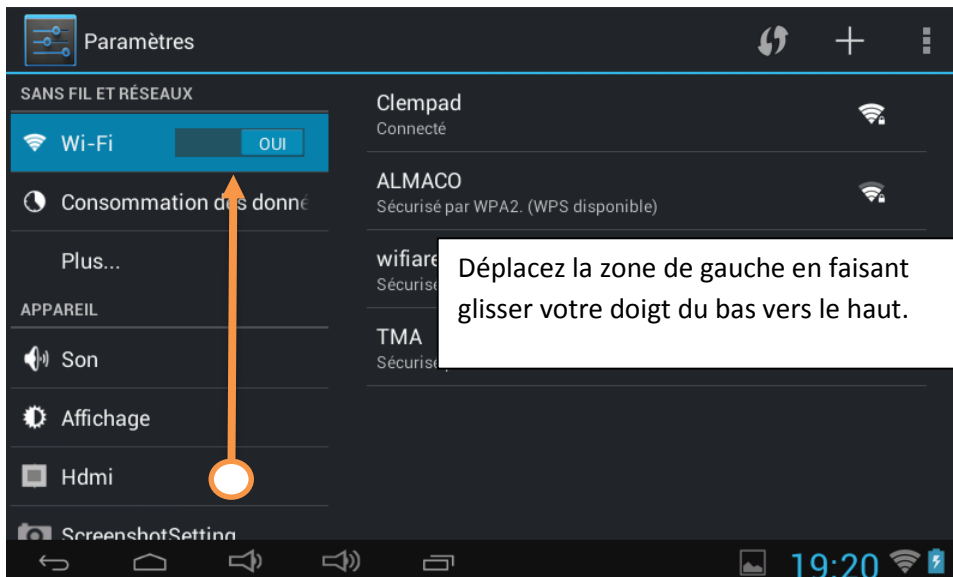 Paramètres
SANS FIL ET RÉSEAUX
Wi-Fi
OUI
Consommation des donné
Plus...
APPAREIL
Son
Affichage
Hdmi
ScreenshotSetting
Clempad
Connecté
ALMACO
Sécurisé par WPA2. (WPS disponible)
wifiare
Sécurisé
TMA
Sécurisé
Déplacez la zone de gauche en faisant
glisser votre doigt du bas vers le haut.
19:20